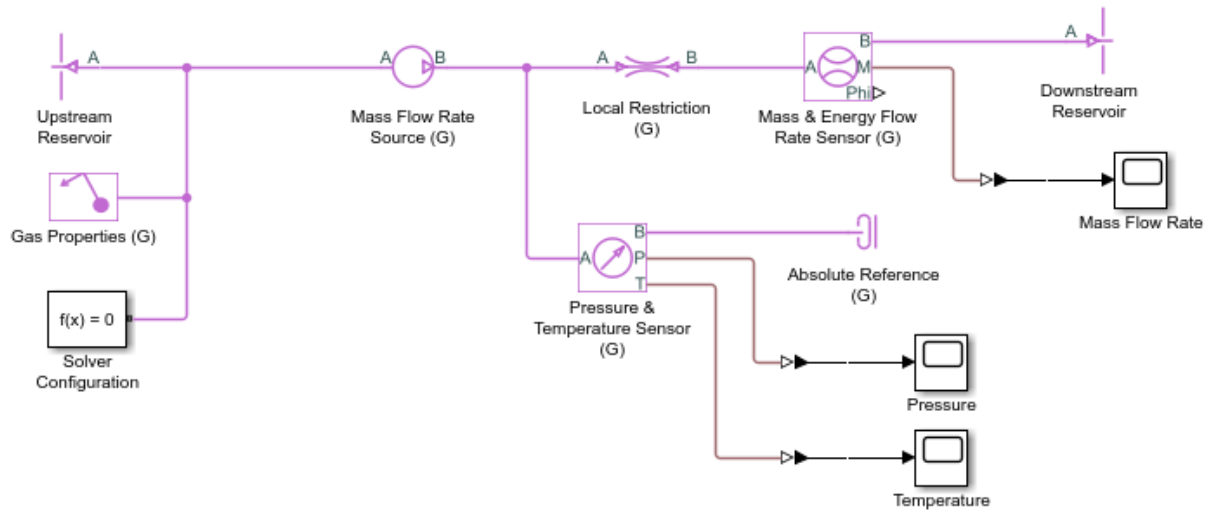 A
Upstream
Reservoir
A B
Mass Flow Rate
Source (G)
A B
Local Restriction
(G)
A
B
M
Phi
Mass & Energy Flow
Rate Sensor (G)
A
Downstream
Reservoir
Mass Flow Rate
Gas Properties (G)
f(x) = 0
Solver
Configuration
A
B
P
T
Pressure &
Temperature Sensor
(G)
Absolute Reference
(G)
Pressure
Temperature